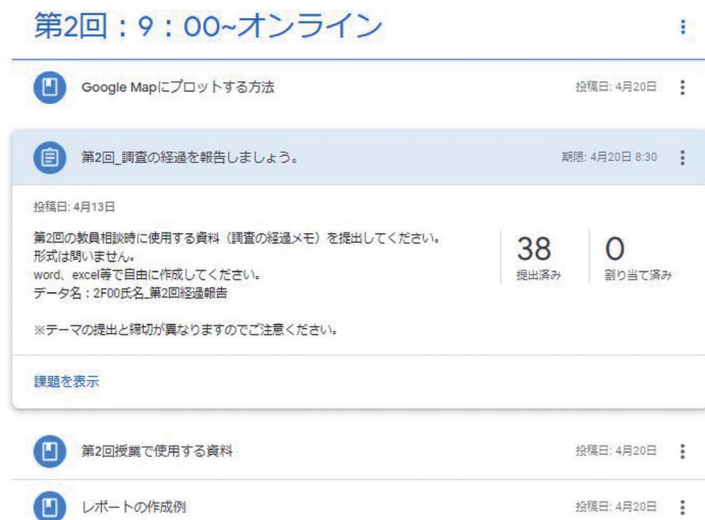 第2回：9：00~オンライン
Google Mapにプロットする方法
投稿日: 4月20日
第2回_調査の経過を報告しましょう。
期限: 4月20日 8:30
投稿日: 4月13日
第2回の教員相談時に使用する資料（調査の経過メモ）を提出してください。
形式は問いません。
word、excel等で自由に作成してください。
データ名：2F00氏名_第2回経過報告
※テーマの提出と締切が異なりますのでご注意ください。
38
提出済み
0
割り当て済み
課題を表示
第2回授業で使用する資料
投稿日: 4月20日
レポートの作成例
投稿日: 4月20日